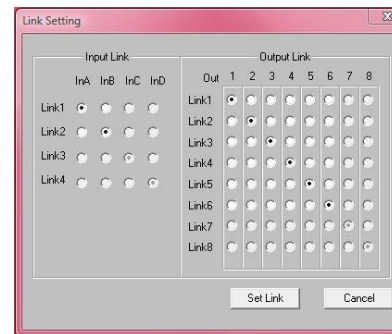 Link Setting
Input Link
InA InB InC InD
Link1
Link2
Link3
Link4
Output Link
Out 1 2 3 4 5 6 7 8
Link1
Link2
Link3
Link4
Link5
Link6
Link7
Link8
Set Link
Cancel